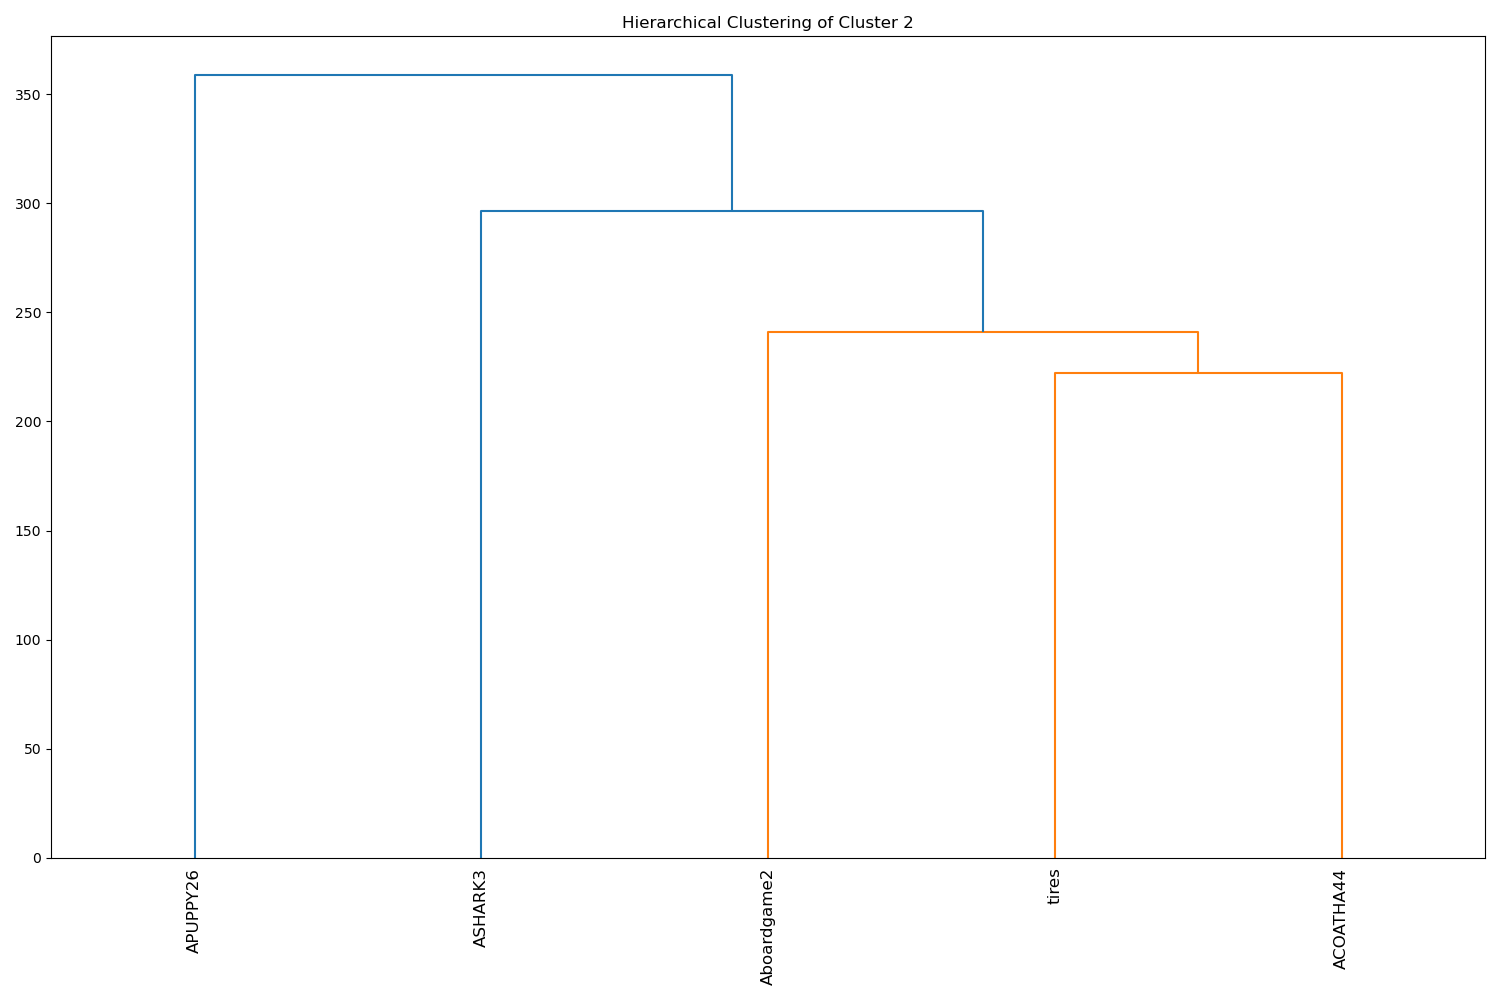 Hierarchical Clustering of Cluster 2
350
300
250
200
150
100
50
0
APUPPY26
ASHARK3
Aboardgame2
tires
ACOATHA44